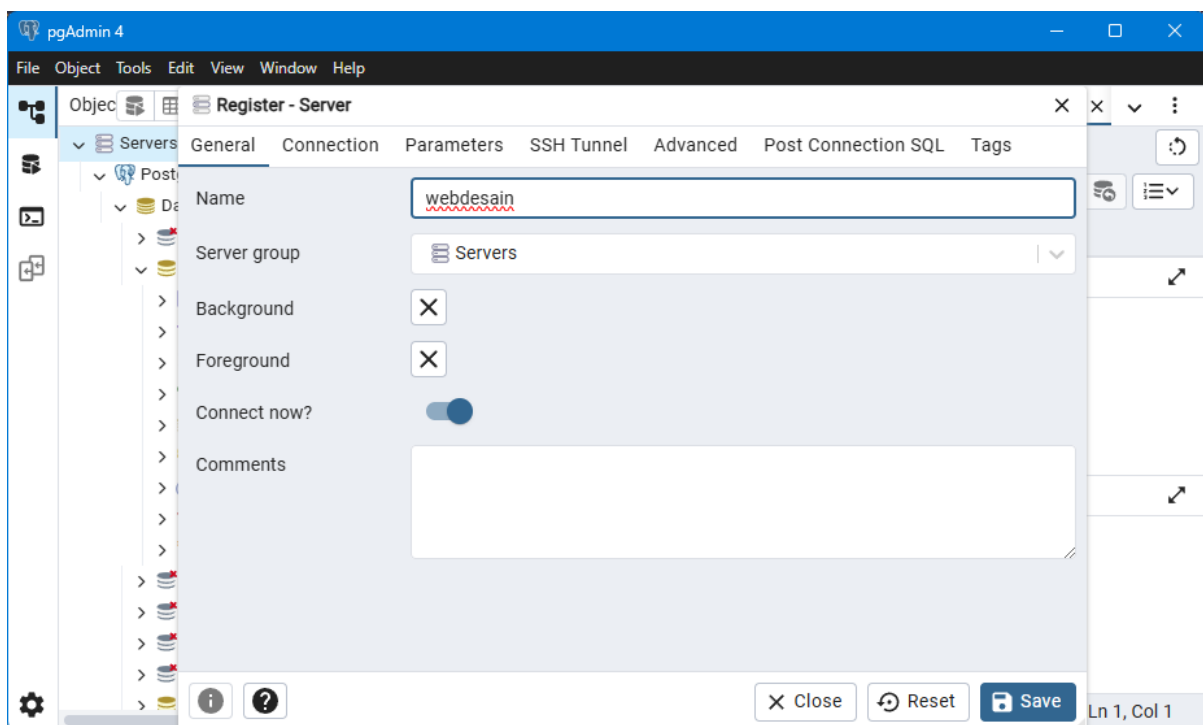 pgAdmin 4
File Object Tools Edit View Window Help
Objec
Register - Server
Servers
General Connection Parameters SSH Tunnel Advanced Post Connection SQL Tags
Name webdesain
Server group Servers
Background
Foreground
Connect now?
Comments
Close Reset Save
Ln 1, Col 1